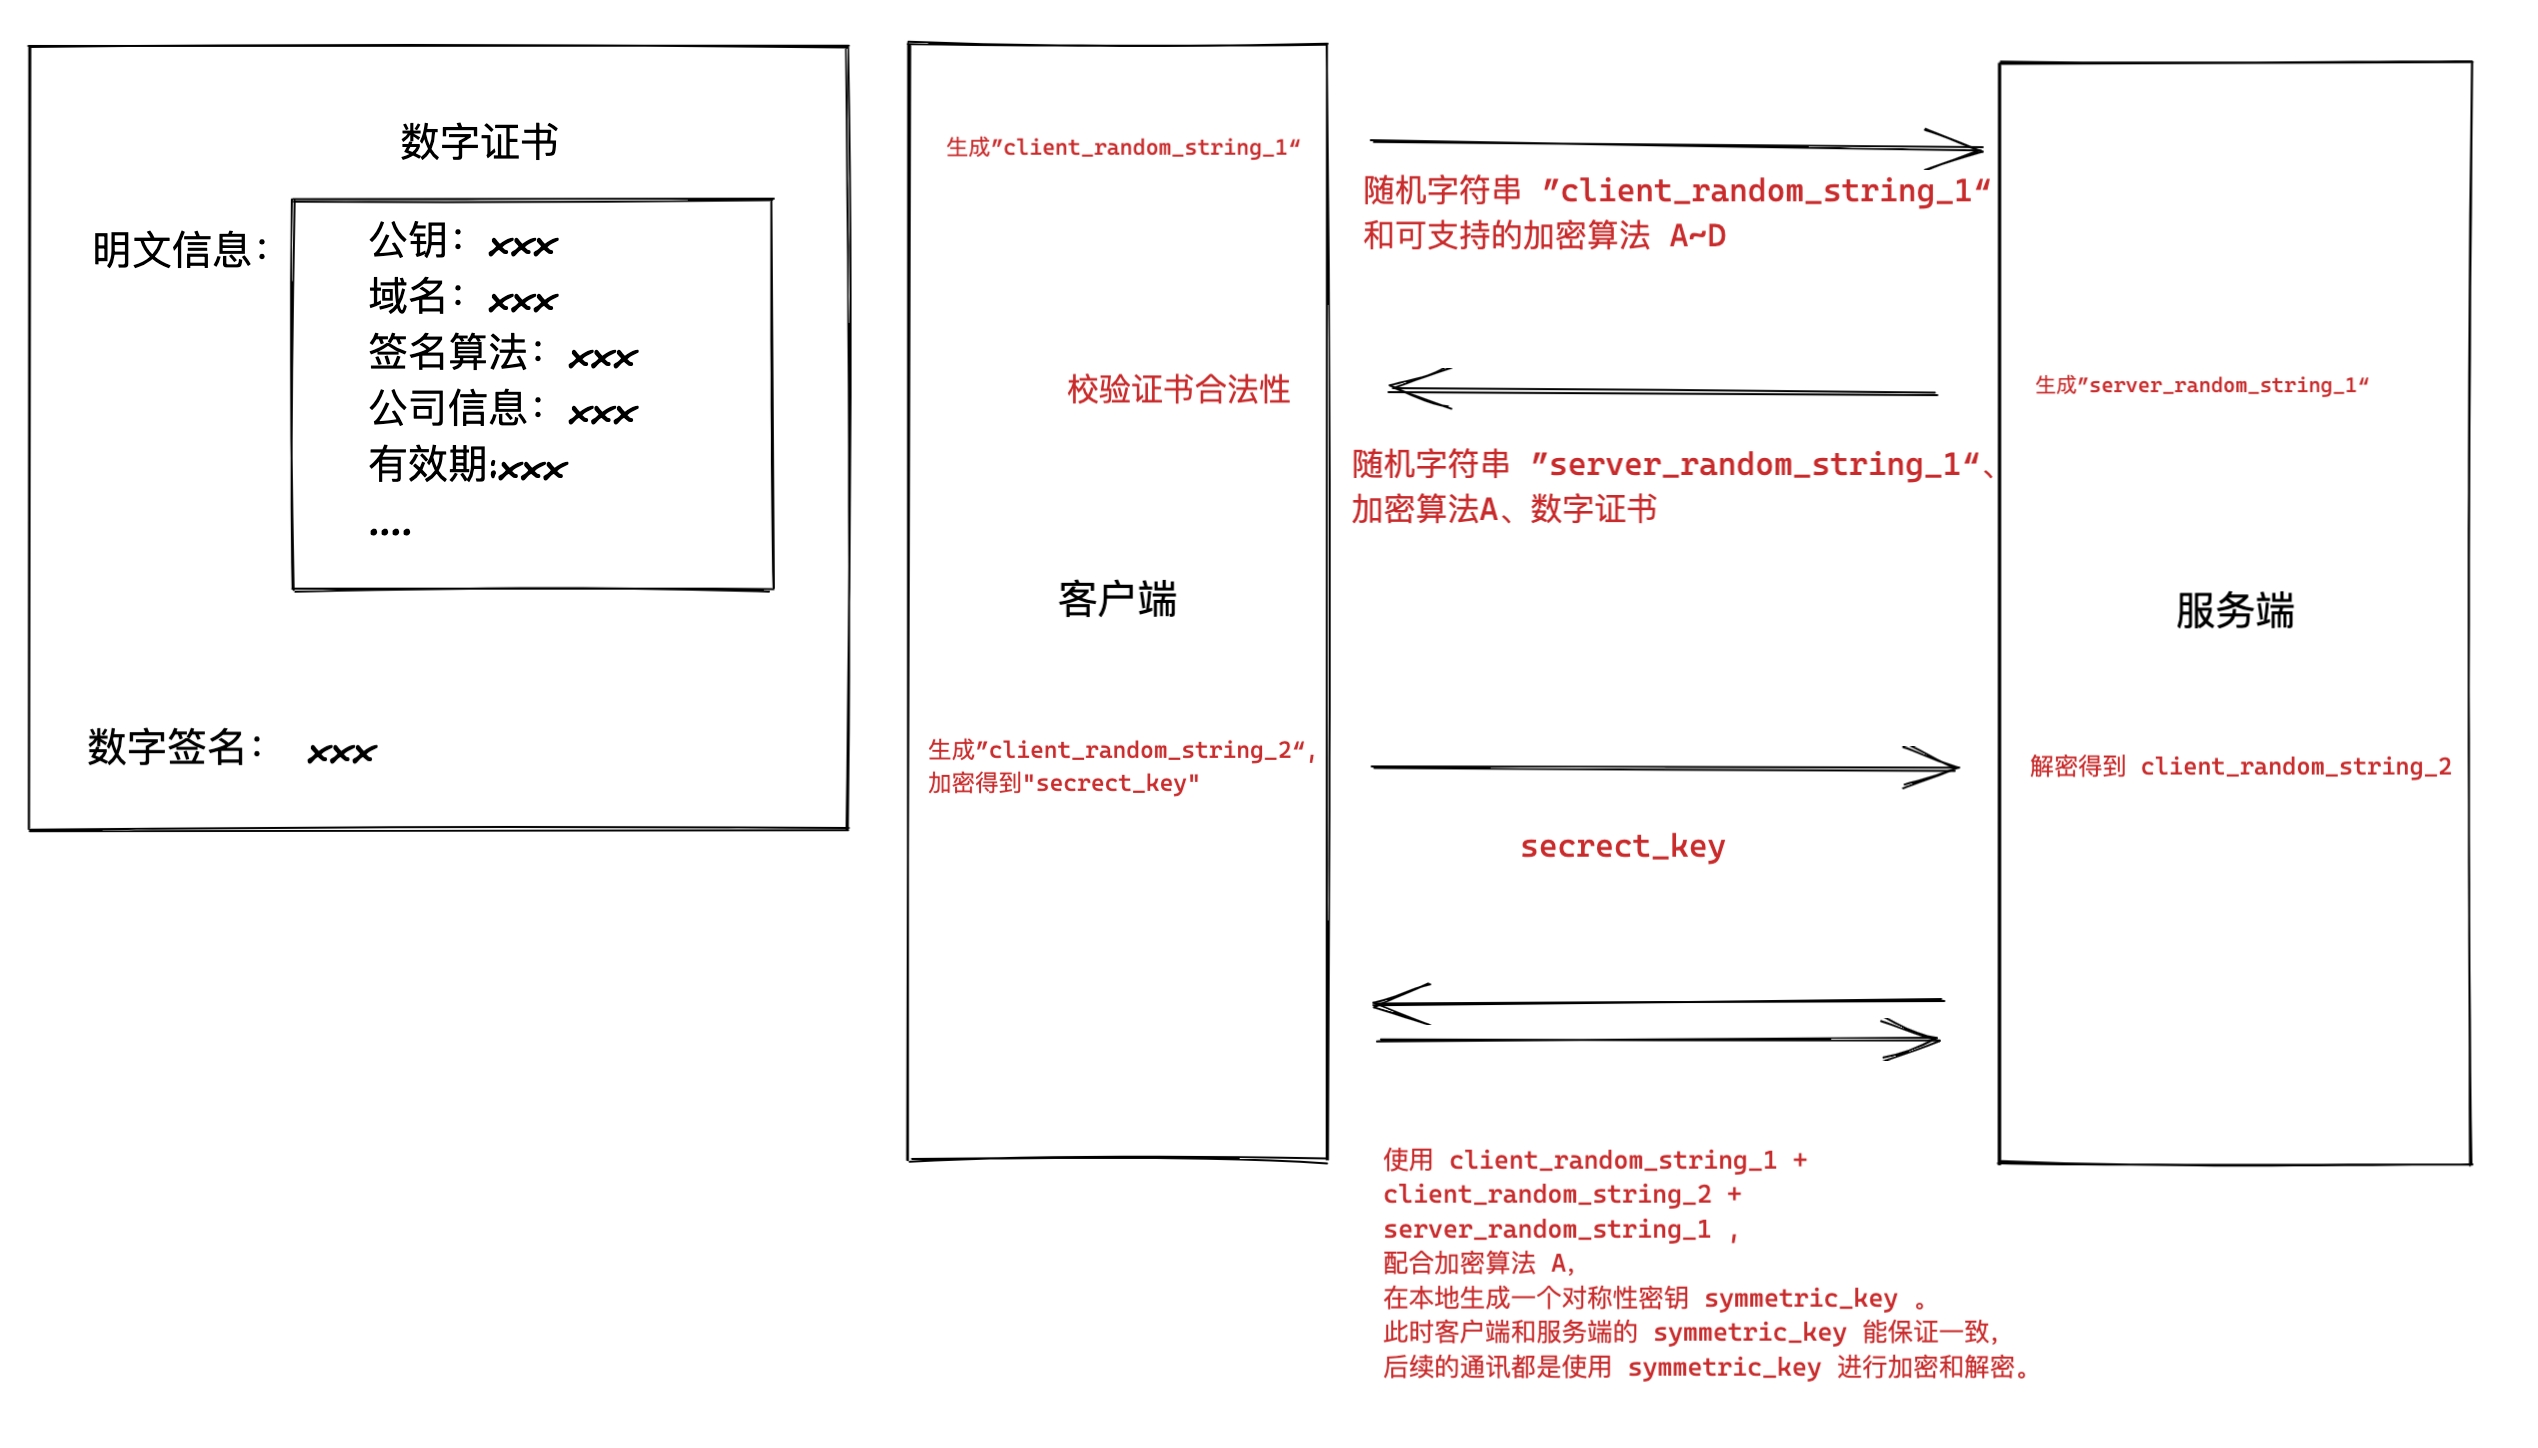 数字证书
明文信息：
公钥：xxx
域名：xxx
签名算法：xxx
公司信息：xxx
有效期:xxx
....
数字签名： xxx
生成”client_random_string_1“
校验证书合法性
客户端
生成”client_random_string_2“,
加密得到"secrect_key"
随机字符串 ”client_random_string_1“
和可支持的加密算法 A~D
随机字符串 ”server_random_string_1“、
加密算法A、数字证书
secrect_key
使用 client_random_string_1 +
client_random_string_2 +
server_random_string_1 ,
配合加密算法 A,
在本地生成一个对称性密钥 symmetric_key 。
此时客户端和服务端的 symmetric_key 能保证一致,
后续的通讯都是使用 symmetric_key 进行加密和解密。
生成”server_random_string_1“
服务端
解密得到 client_random_string_2